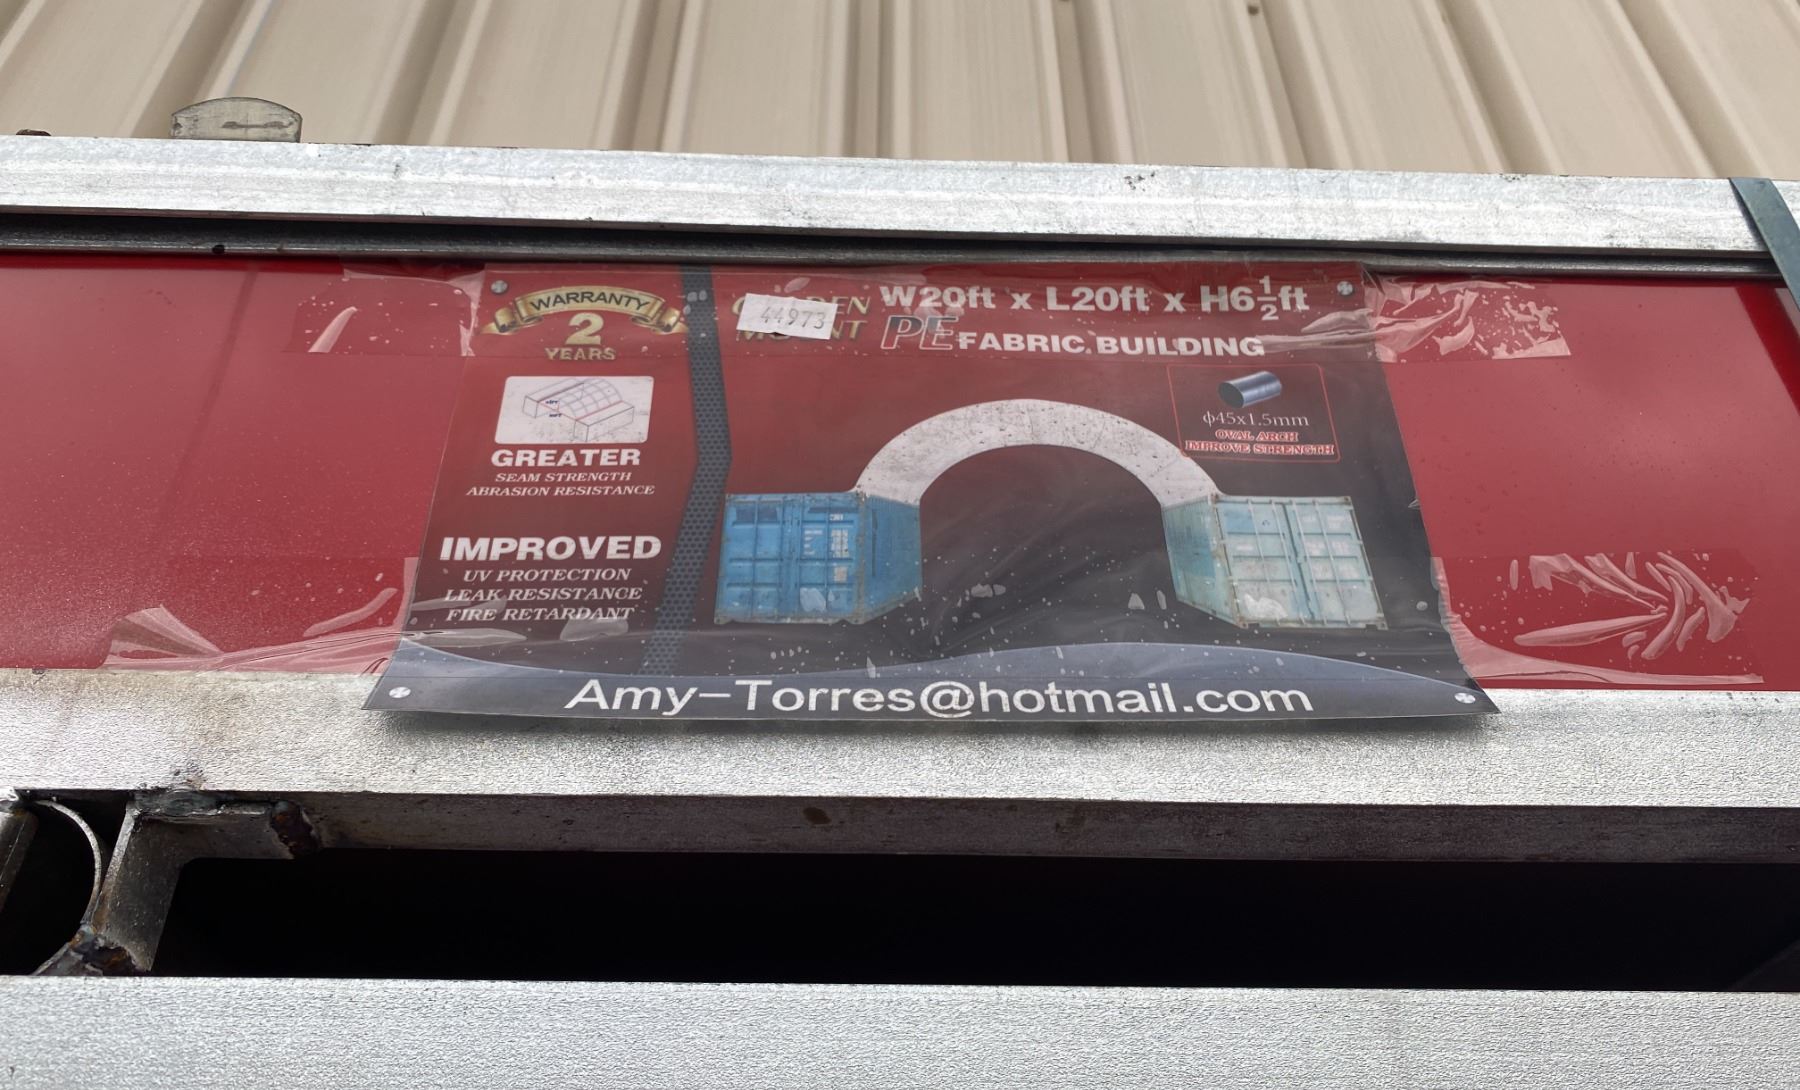 WARRANTY
2
YEARS
44973
W20ft x L20ft x H6½ft
PE FABRIC BUILDING
GREATER
SEAM STRENGTH
ABRASION RESISTANCE
IMPROVED
UV PROTECTION
LEAK RESISTANCE
FIRE RETARDANT
ɸ45x1.5mm
OVAL ARCH
IMPROVE STRENGTH
Amy-Torres@hotmail.com